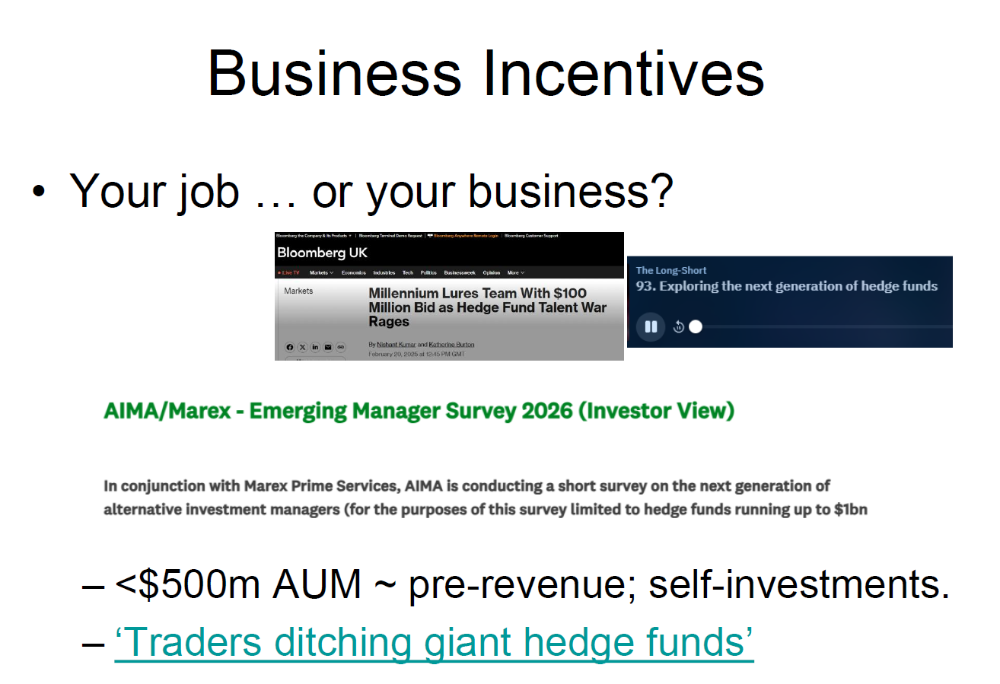 Business Incentives
• Your job … or your business?
Bloomberg the Company & Its Products | Bloomberg Terminal Demo Request | Bloomberg Anywhere Remote Login | Bloomberg Customer Support
Bloomberg UK
Live TV Markets Economics Industries Tech Politics Businessweek Opinion More
Markets
Millennium Lures Team With $100
Million Bid as Hedge Fund Talent War
Rages
By Nishant Kumar and Katherine Burton
February 20, 2025 at 12:45 PM GMT
The Long-Short
93. Exploring the next generation of hedge funds
15
AIMA/Marex - Emerging Manager Survey 2026 (Investor View)
In conjunction with Marex Prime Services, AIMA is conducting a short survey on the next generation of
alternative investment managers (for the purposes of this survey limited to hedge funds running up to $1bn
– <$500m AUM ~ pre-revenue; self-investments.
– ‘Traders ditching giant hedge funds’